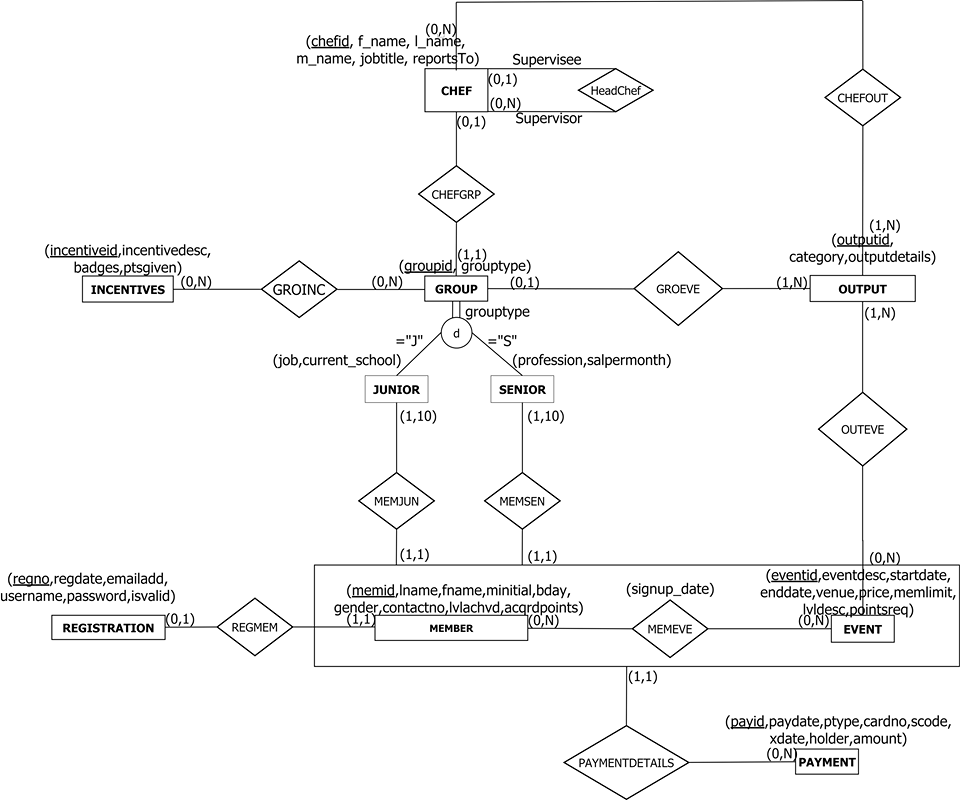 (0,N)
(chefid, f_name, l_name,
m_name, jobtitle, reportsTo)
Supervisee
CHEF
(0,1)
HeadChef
(0,N)
Supervisor
(0,1)
CHEFOUT
CHEFGRP
(1,N)
(outputid,
category,outputdetails)
(incentiveid,incentivedesc,
badges,ptsgiven)
(1,1)
(groupid, grouptype)
INCENTIVES
(0,N)
GROINC
(0,N)
GROUP
(0,1)
GROEVE
(1,N)
OUTPUT
(1,N)
grouptype
d
="J"
="S"
(job,current_school)
(profession,salpermonth)
JUNIOR
SENIOR
(1,10)
(1,10)
OUTEVE
MEMJUN
MEMSEN
(1,1)
(1,1)
(0,N)
(regno,regdate,emailadd,
username,password,isvalid)
(memid,lname,fname,minitial,bday,
gender,contactno,lvlachvd,acqrdpoints)
(signup_date)
(eventid,eventdesc,startdate,
enddate,venue,price,memlimit,
lvldesc,pointsreq)
REGISTRATION
(0,1)
REGMEM
(1,1)
MEMBER
(0,N)
MEMEVE
(0,N)
EVENT
(1,1)
(payid,paydate,ptype,cardno,scode,
xdate,holder,amount)
PAYMENTDETAILS
(0,N)
PAYMENT